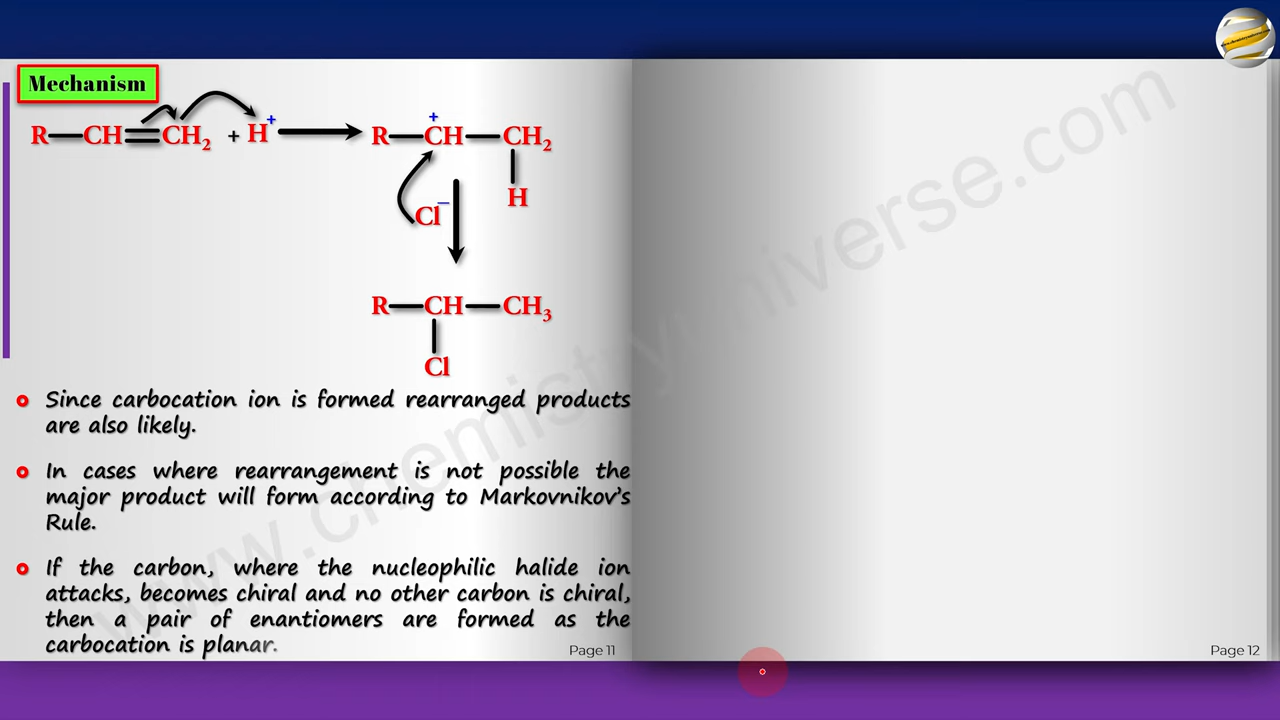 Mechanism
R—CH=CH₂ + H⁺ → R—CH⁺—CH₂
H
Cl⁻
R—CH—CH₃
Cl
Since carbocation ion is formed rearranged products
are also likely.
In cases where rearrangement is not possible the
major product will form according to Markovnikov's
Rule.
If the carbon, where the nucleophilic halide ion
attacks, becomes chiral and no other carbon is chiral,
then a pair of enantiomers are formed as the
carbocation is planar.
Page 11
Page 12
www.chemistryuniverse.com